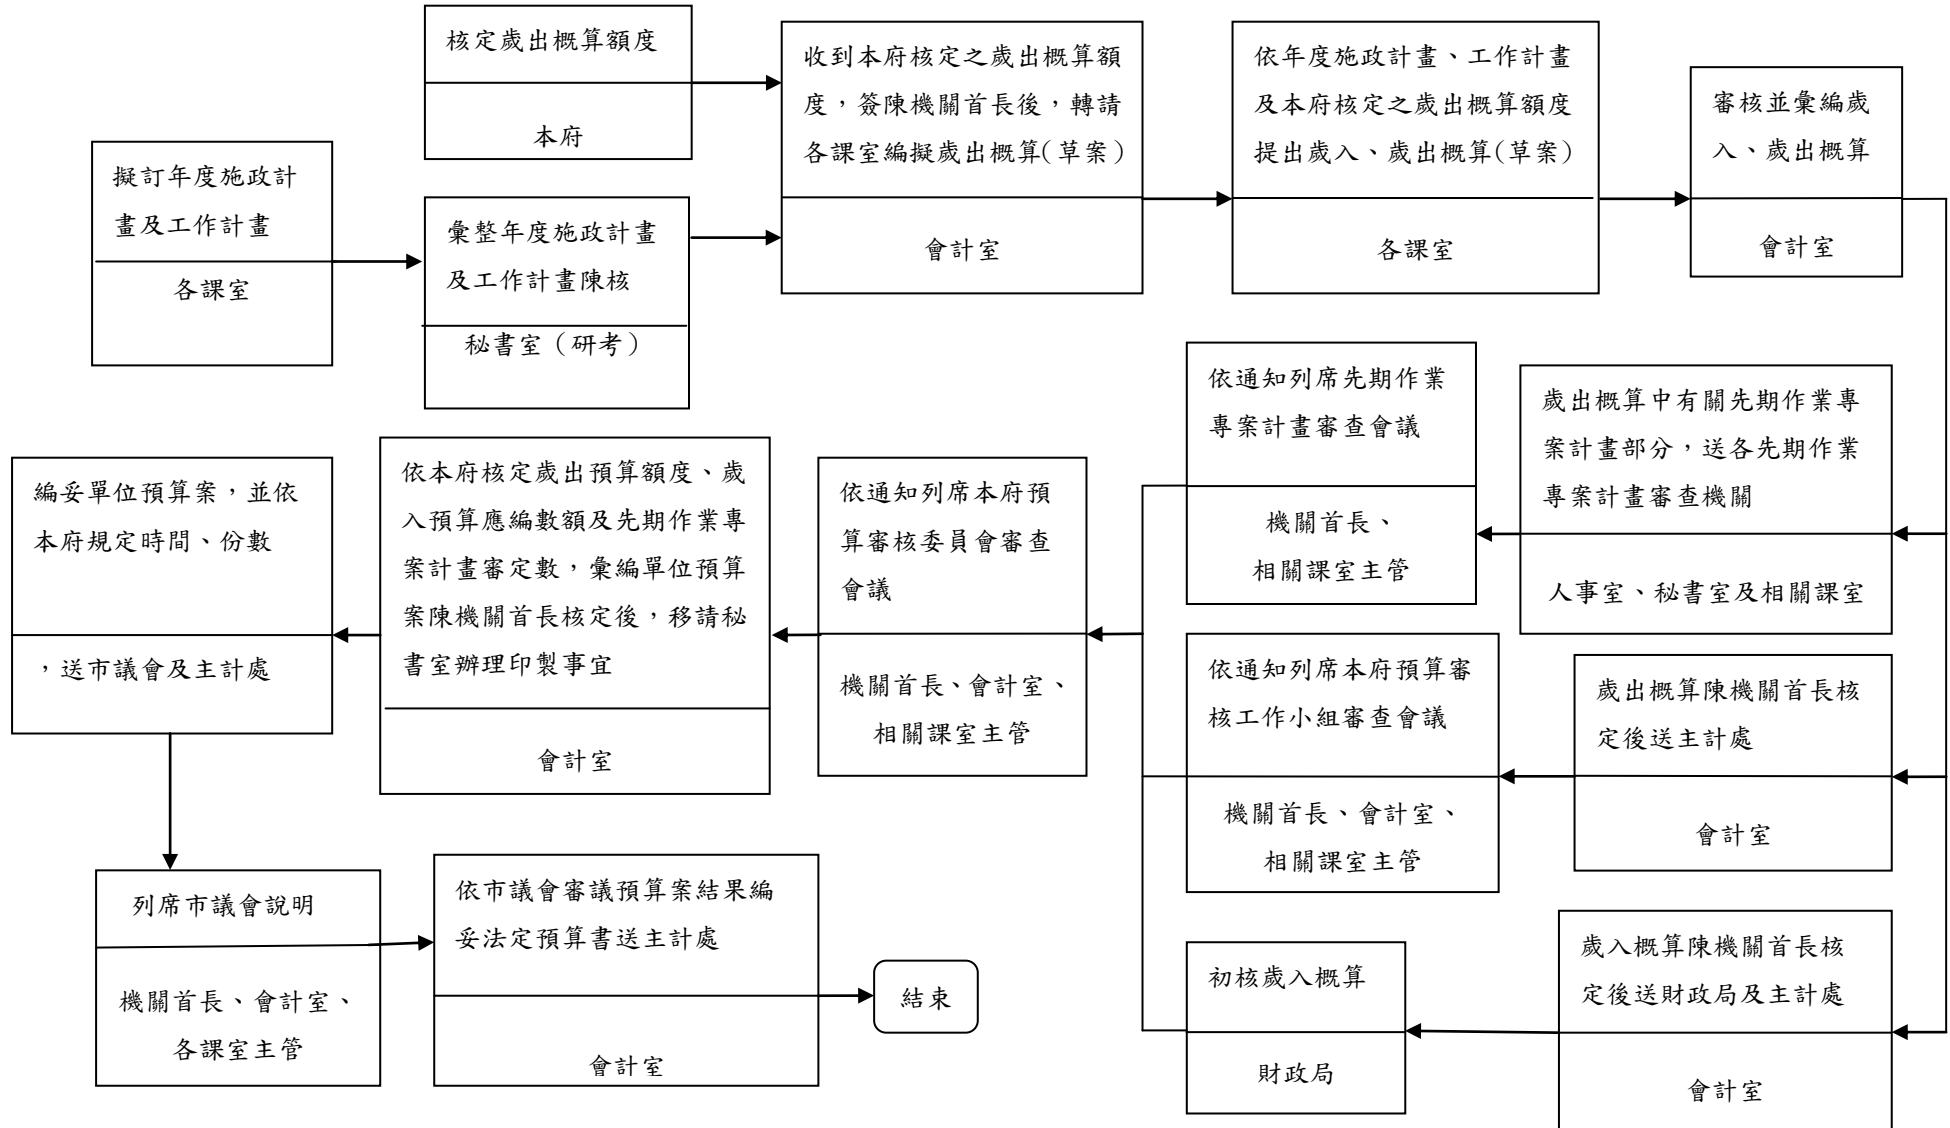 核定歲出概算額度
本府
收到本府核定之歲出概算額
度，簽陳機關首長後，轉請
各課室編擬歲出概算(草案)
會計室
依年度施政計畫、工作計畫
及本府核定之歲出概算額度
提出歲入、歲出概算(草案)
各課室
審核並彙編歲
入、歲出概算
會計室
擬訂年度施政計
畫及工作計畫
各課室
彙整年度施政計畫
及工作計畫陳核
秘書室（研考）
歲出概算中有關先期作業專
案計畫部分，送各先期作業
專案計畫審查機關
人事室、秘書室及相關課室
依通知列席先期作業
專案計畫審查會議
機關首長、
相關課室主管
歲出概算陳機關首長核
定後送主計處
會計室
依通知列席本府預算審
核工作小組審查會議
機關首長、會計室、
相關課室主管
歲入概算陳機關首長核
定後送財政局及主計處
會計室
初核歲入概算
財政局
依通知列席本府預
算審核委員會審查
會議
機關首長、會計室、
相關課室主管
依本府核定歲出預算額度、歲
入預算應編數額及先期作業專
案計畫審定數，彙編單位預算
案陳機關首長核定後，移請秘
書室辦理印製事宜
會計室
編妥單位預算案，並依
本府規定時間、份數
，送市議會及主計處
列席市議會說明
機關首長、會計室、
各課室主管
依市議會審議預算案結果編
妥法定預算書送主計處
會計室
結束